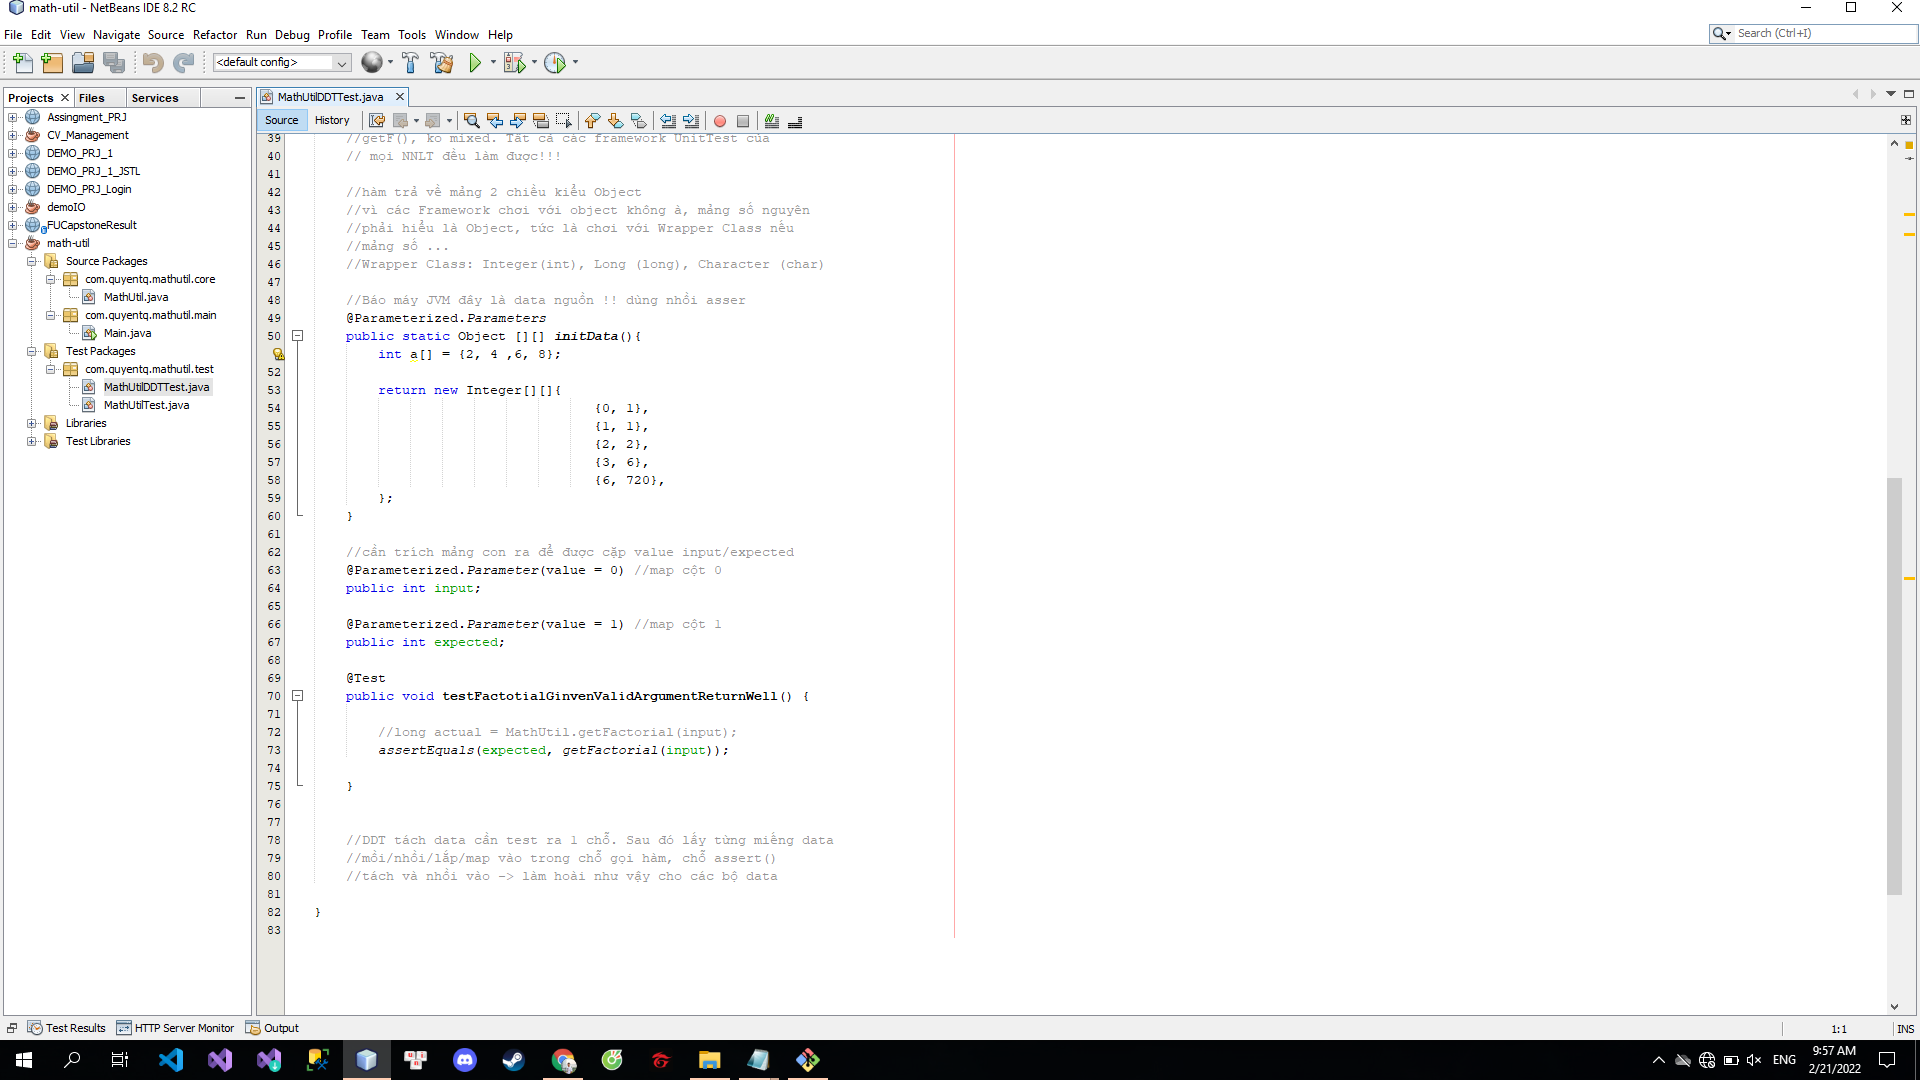 math-util - NetBeans IDE 8.2 RC
File Edit View Navigate Source Refactor Run Debug Profile Team Tools Window Help
Search (Ctrl+I)
<default config>
Projects Files Services
Assingment_PRJ
CV_Management
DEMO_PRJ_1
DEMO_PRJ_1_JSTL
DEMO_PRJ_Login
demoIO
FUCapstoneResult
math-util
Source Packages
com.quyentq.mathutil.core
MathUtil.java
com.quyentq.mathutil.main
Main.java
Test Packages
com.quyentq.mathutil.test
MathUtilDDTTest.java
MathUtilTest.java
Libraries
Test Libraries
MathUtilDDTTest.java
Source History
39 //getF(), ko mixed. Tất cả các framework UnitTest của
40 // mọi NNLT đều làm được!!!
41
42 //hàm trả về mảng 2 chiều kiểu Object
43 //vì các Framework chơi với object không à, mảng số nguyên
44 //phải hiểu là Object, tức là chơi với Wrapper Class nếu
45 //mảng số ...
46 //Wrapper Class: Integer(int), Long (long), Character (char)
47
48 //Báo máy JVM đây là data nguồn !! dùng nhồi asser
49 @Parameterized.Parameters
50 public static Object [][] initData(){
int a[] = {2, 4 ,6, 8};
52
53 return new Integer[][]{
54 {0, 1},
55 {1, 1},
56 {2, 2},
57 {3, 6},
58 {6, 720},
59 };
60 }
61
62 //cần trích mảng con ra để được cặp value input/expected
63 @Parameterized.Parameter(value = 0) //map cột 0
64 public int input;
65
66 @Parameterized.Parameter(value = 1) //map cột 1
67 public int expected;
68
69 @Test
70 public void testFactotialGinvenValidArgumentReturnWell() {
71
72 //long actual = MathUtil.getFactorial(input);
73 assertEquals(expected, getFactorial(input));
74
75 }
76
77
78 //DDT tách data cần test ra 1 chỗ. Sau đó lấy từng miếng data
79 //mồi/nhồi/lắp/map vào trong chỗ gọi hàm, chỗ assert()
80 //tách và nhồi vào -> làm hoài như vậy cho các bộ data
81
82 }
83
Test Results HTTP Server Monitor Output
1:1 INS
ENG
9:57 AM
2/21/2022